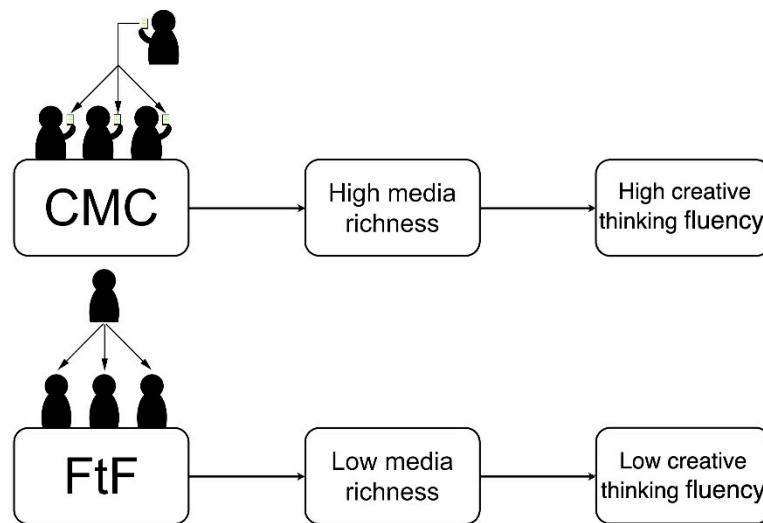 CMC
High media
richness
High creative
thinking fluency
FtF
Low media
richness
Low creative
thinking fluency